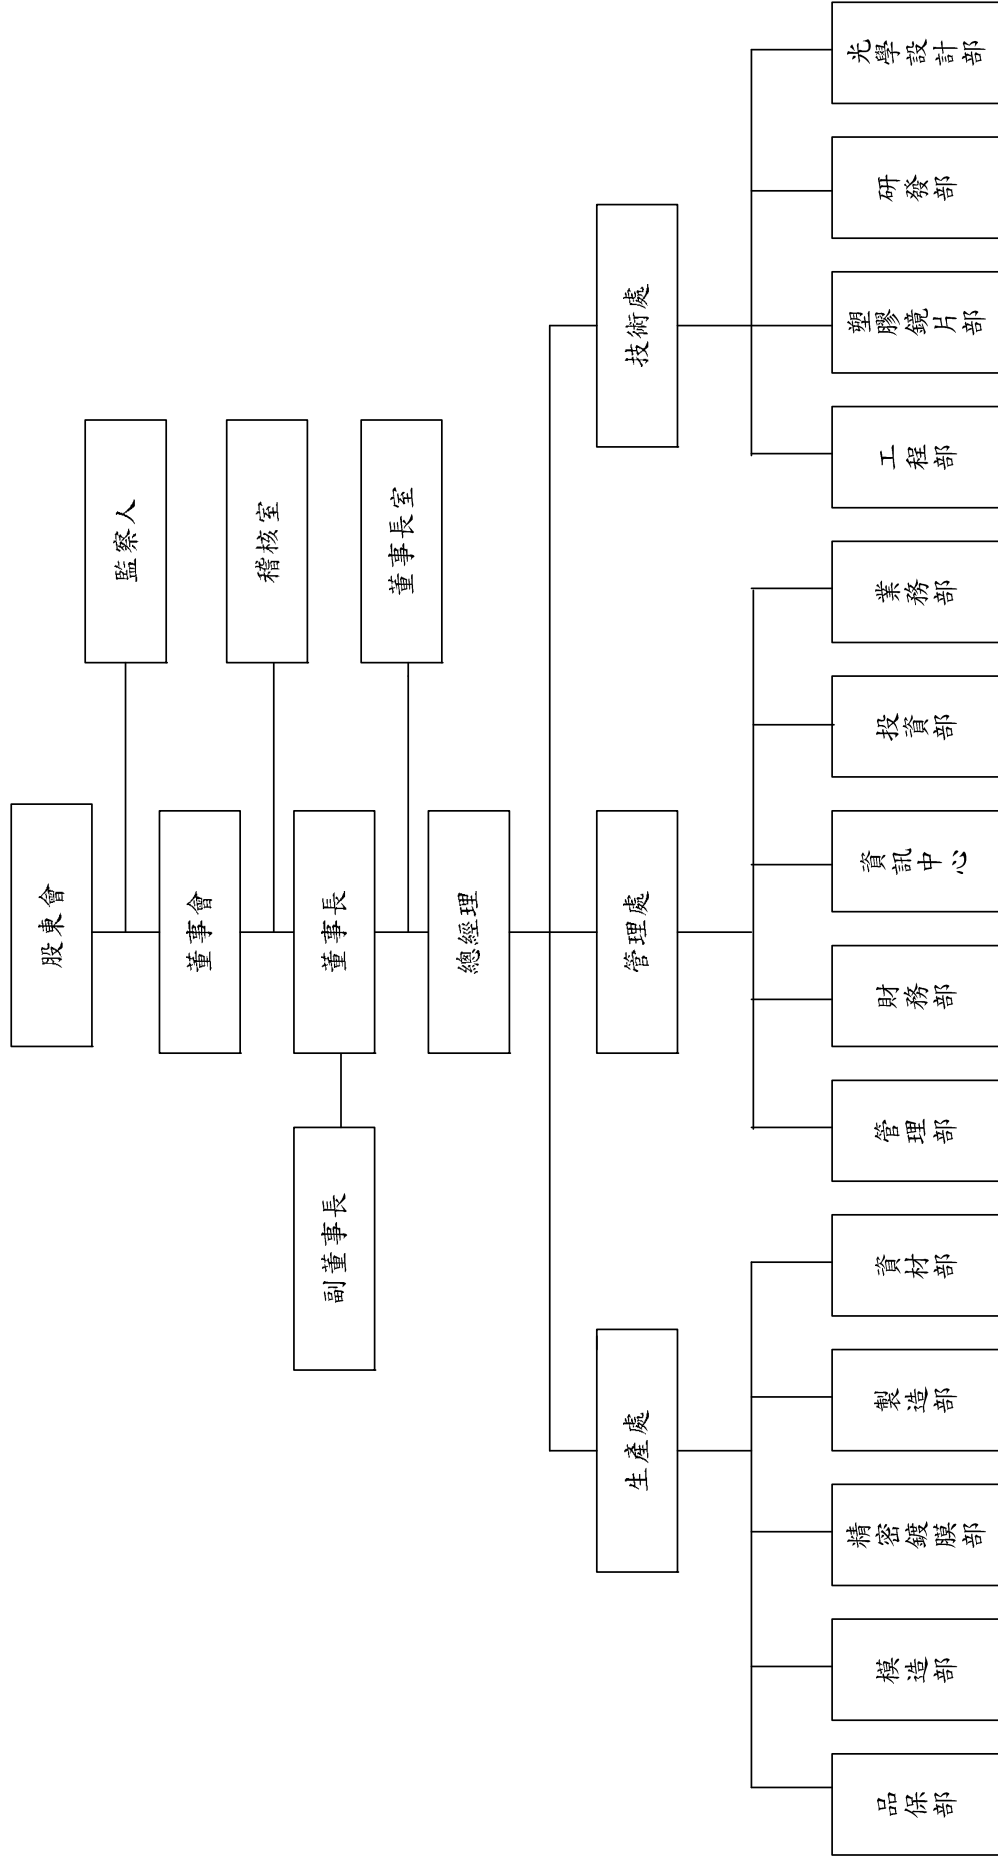 股東會
監察人
董事會
稽核室
副董事長
董事長
董事長室
總經理
生產處
管理處
技術處
品保部
模造部
精密鍍膜部
製造部
資材部
管理部
財務部
資訊中心
投資部
業務部
工程部
塑膠鏡片部
研發部
光學設計部